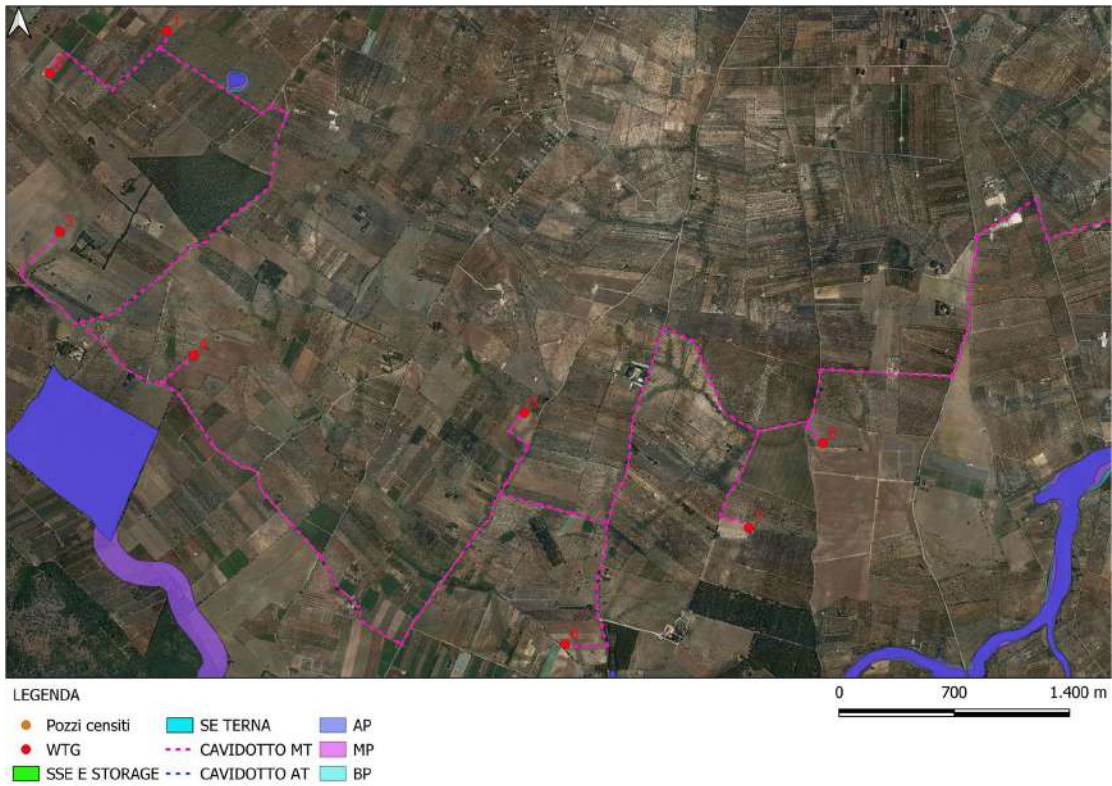 0 700 1.400 m
LEGENDA
Pozzi censiti SE TERNA AP
WTG CAVIDOTTO MT MP
SSE E STORAGE CAVIDOTTO AT BP